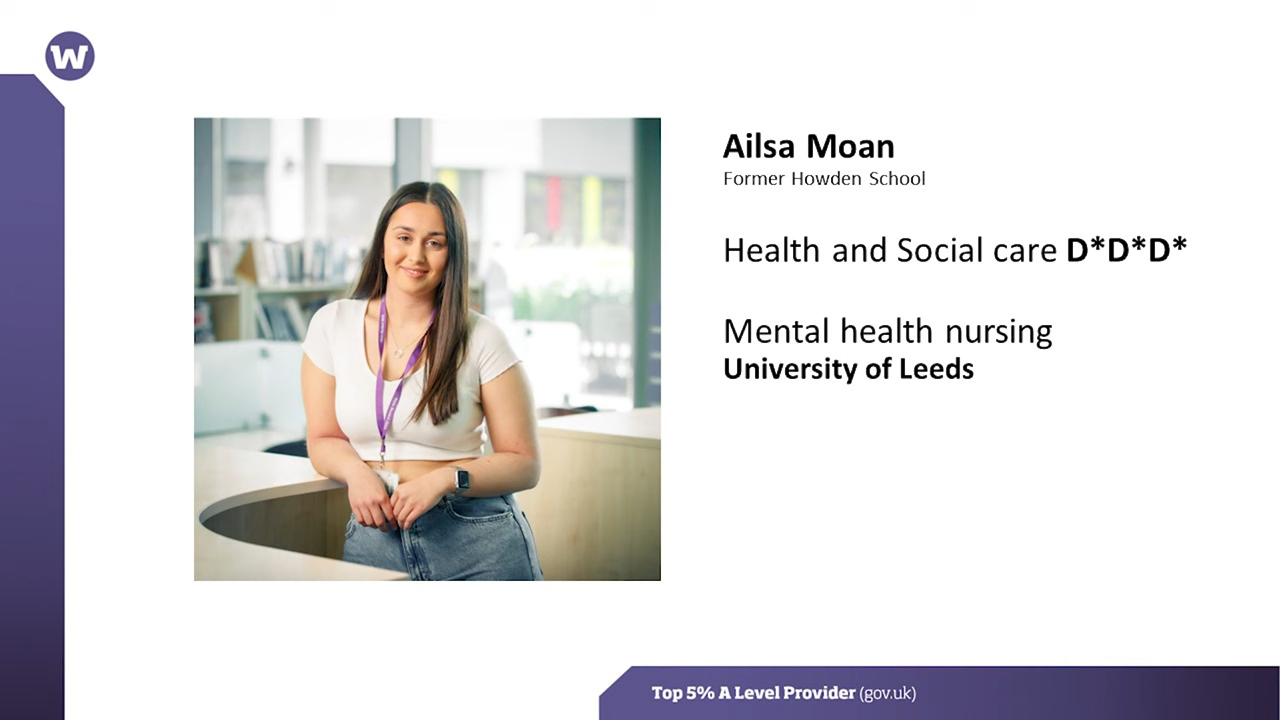 W
Ailsa Moan
Former Howden School
Health and Social care D*D*D*
Mental health nursing
University of Leeds
Top 5% A Level Provider (gov.uk)